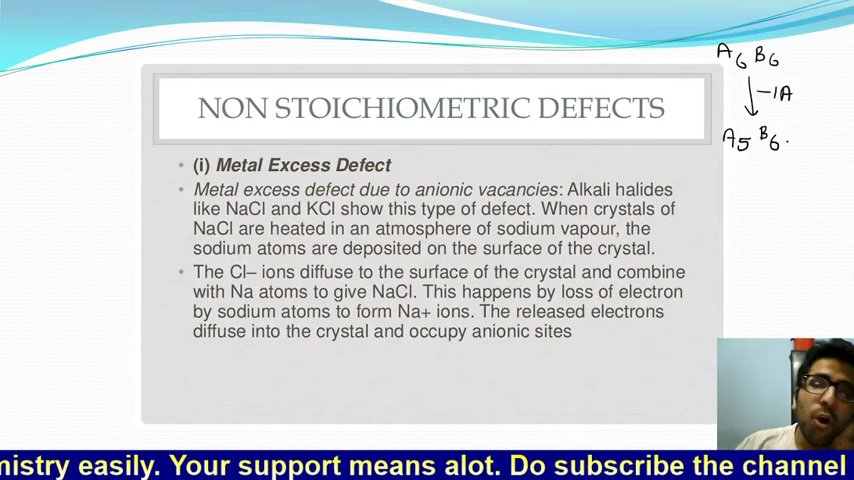 NON STOICHIOMETRIC DEFECTS
• (i) Metal Excess Defect
• Metal excess defect due to anionic vacancies: Alkali halides
like NaCl and KCl show this type of defect. When crystals of
NaCl are heated in an atmosphere of sodium vapour, the
sodium atoms are deposited on the surface of the crystal.
• The Cl– ions diffuse to the surface of the crystal and combine
with Na atoms to give NaCl. This happens by loss of electron
by sodium atoms to form Na+ ions. The released electrons
diffuse into the crystal and occupy anionic sites
A6 B6
-1A
A5 B6.
mistry easily. Your support means alot. Do subscribe the channel